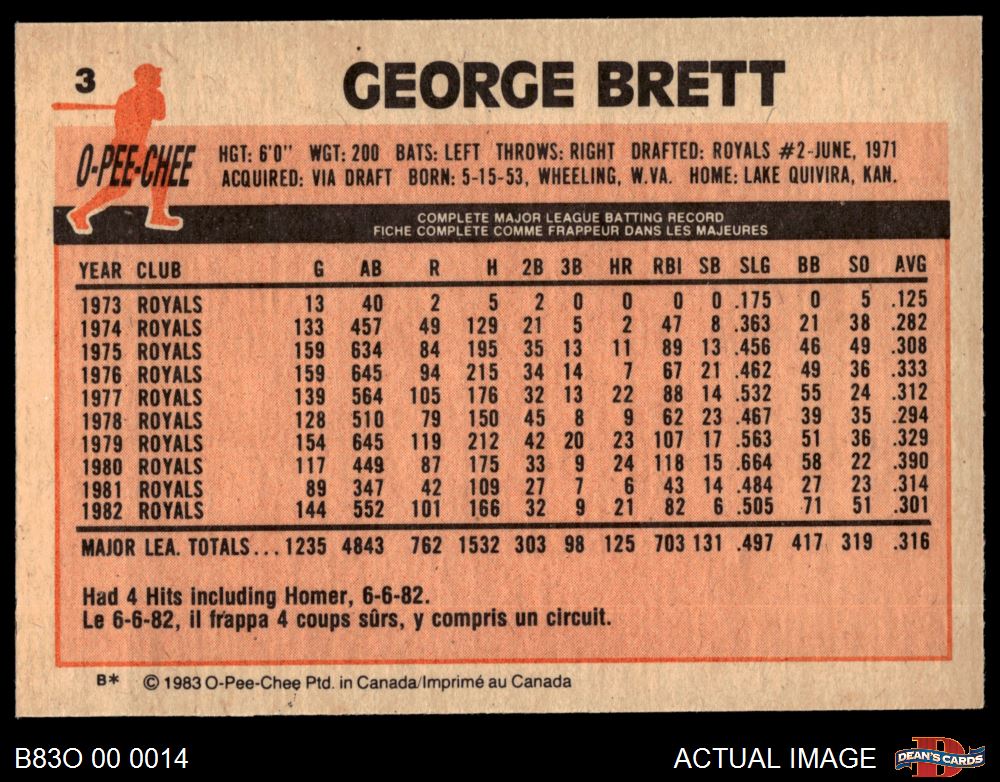 3
GEORGE BRETT
O-PEE-CHEE
HGT: 6'0" WGT: 200 BATS: LEFT THROWS: RIGHT DRAFTED: ROYALS #2-JUNE, 1971
ACQUIRED: VIA DRAFT BORN: 5-15-53, WHEELING, W.VA. HOME: LAKE QUIVIRA, KAN.
COMPLETE MAJOR LEAGUE BATTING RECORD
FICHE COMPLÈTE COMME FRAPPEUR DANS LES MAJEURES
YEAR CLUB G AB R H 2B 3B HR RBI SB SLG BB SO AVG
1973 ROYALS 13 40 2 5 2 0 0 0 0 .175 0 5 .125
1974 ROYALS 133 457 49 129 21 5 2 47 8 .363 21 38 .282
1975 ROYALS 159 634 84 195 35 13 11 89 13 .456 46 49 .308
1976 ROYALS 159 645 94 215 34 14 7 67 21 .462 49 36 .333
1977 ROYALS 139 564 105 176 32 13 22 88 14 .532 55 24 .312
1978 ROYALS 128 510 79 150 45 8 9 62 23 .467 39 35 .294
1979 ROYALS 154 645 119 212 42 20 23 107 17 .563 51 36 .329
1980 ROYALS 117 449 87 175 33 9 24 118 15 .664 58 22 .390
1981 ROYALS 89 347 42 109 27 7 6 43 14 .484 27 23 .314
1982 ROYALS 144 552 101 166 32 9 21 82 6 .505 71 51 .301
MAJOR LEA. TOTALS... 1235 4843 762 1532 303 98 125 703 131 .497 417 319 .316
Had 4 Hits including Homer, 6-6-82.
Le 6-6-82, il frappa 4 coups sûrs, y compris un circuit.
B* © 1983 O-Pee-Chee Ptd. in Canada/Imprimé au Canada
B83O 00 0014
ACTUAL IMAGE
D
DEAN'S CARDS